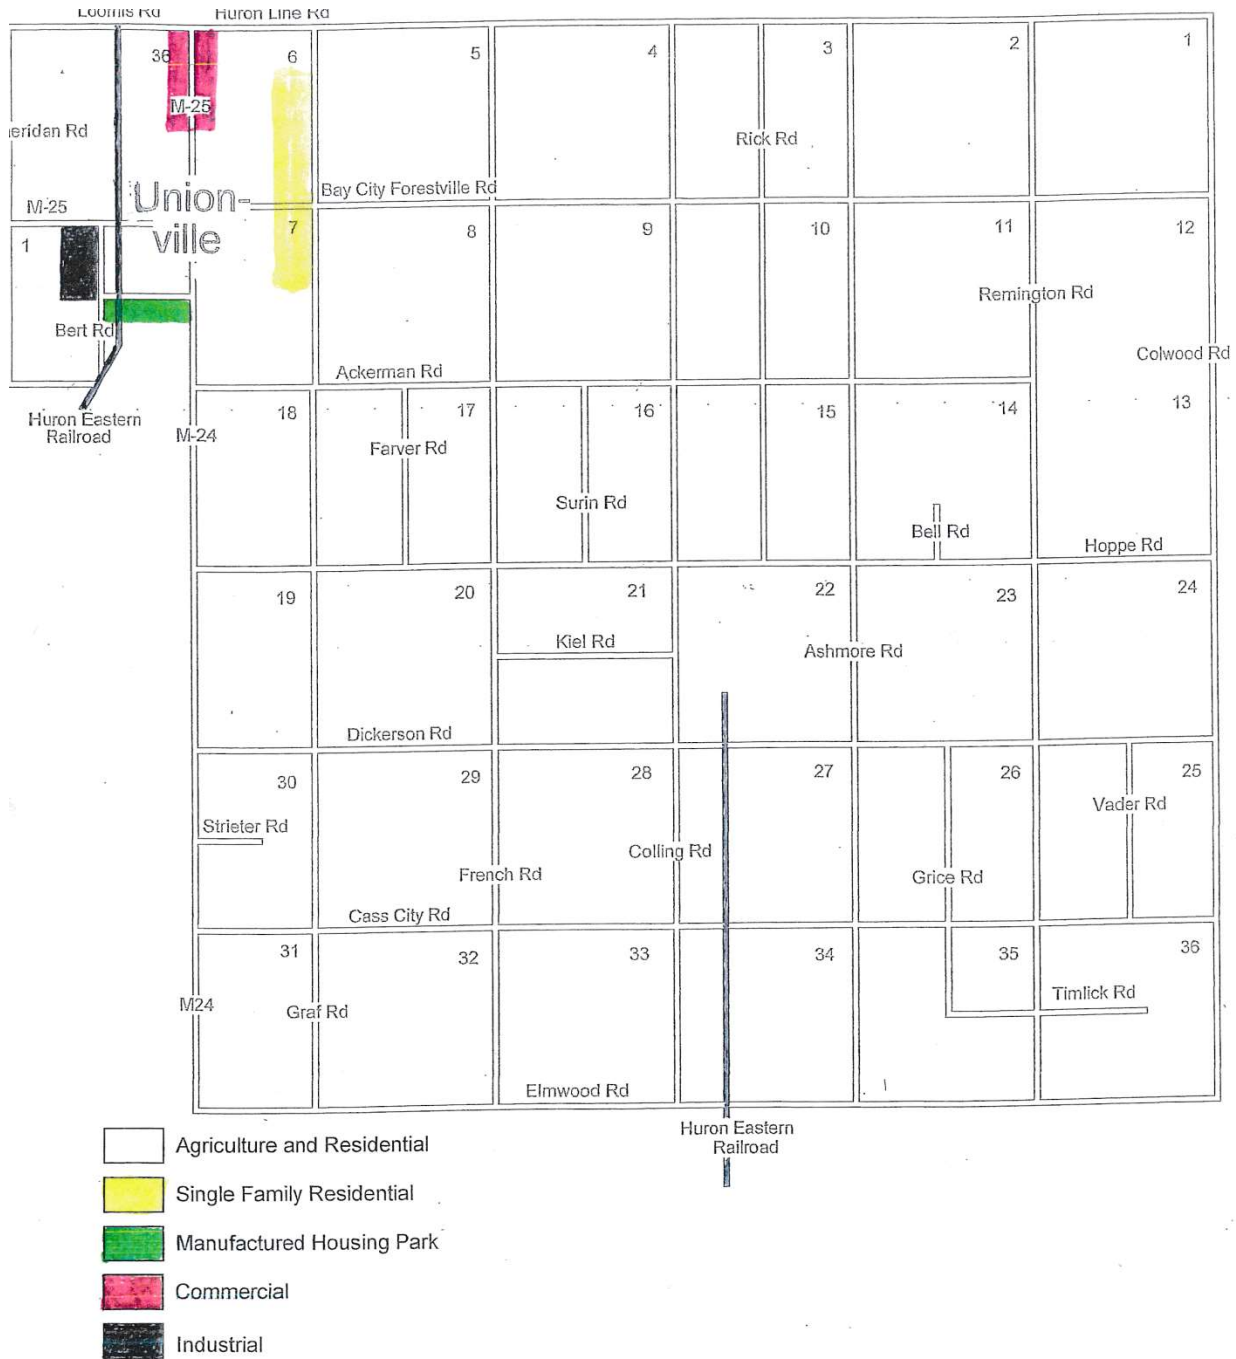 Loomis Rd
Huron Line Rd
36
6
5
4
3
2
1
M-25
eridan Rd
Rick Rd
Union-
ville
Bay City Forestville Rd
M-25
1
7
8
9
10
11
12
Remington Rd
Bert Rd
Colwood Rd
Ackerman Rd
Huron Eastern
Railroad
M-24
18
17
16
15
14
13
Farver Rd
Surin Rd
Bell Rd
Hoppe Rd
19
20
21
22
23
24
Kiel Rd
Ashmore Rd
Dickerson Rd
30
29
28
27
26
25
Strieter Rd
Vader Rd
Colling Rd
French Rd
Grice Rd
Cass City Rd
31
32
33
34
35
36
M24
Graf Rd
Timlick Rd
Elmwood Rd
Huron Eastern
Railroad
Agriculture and Residential
Single Family Residential
Manufactured Housing Park
Commercial
Industrial